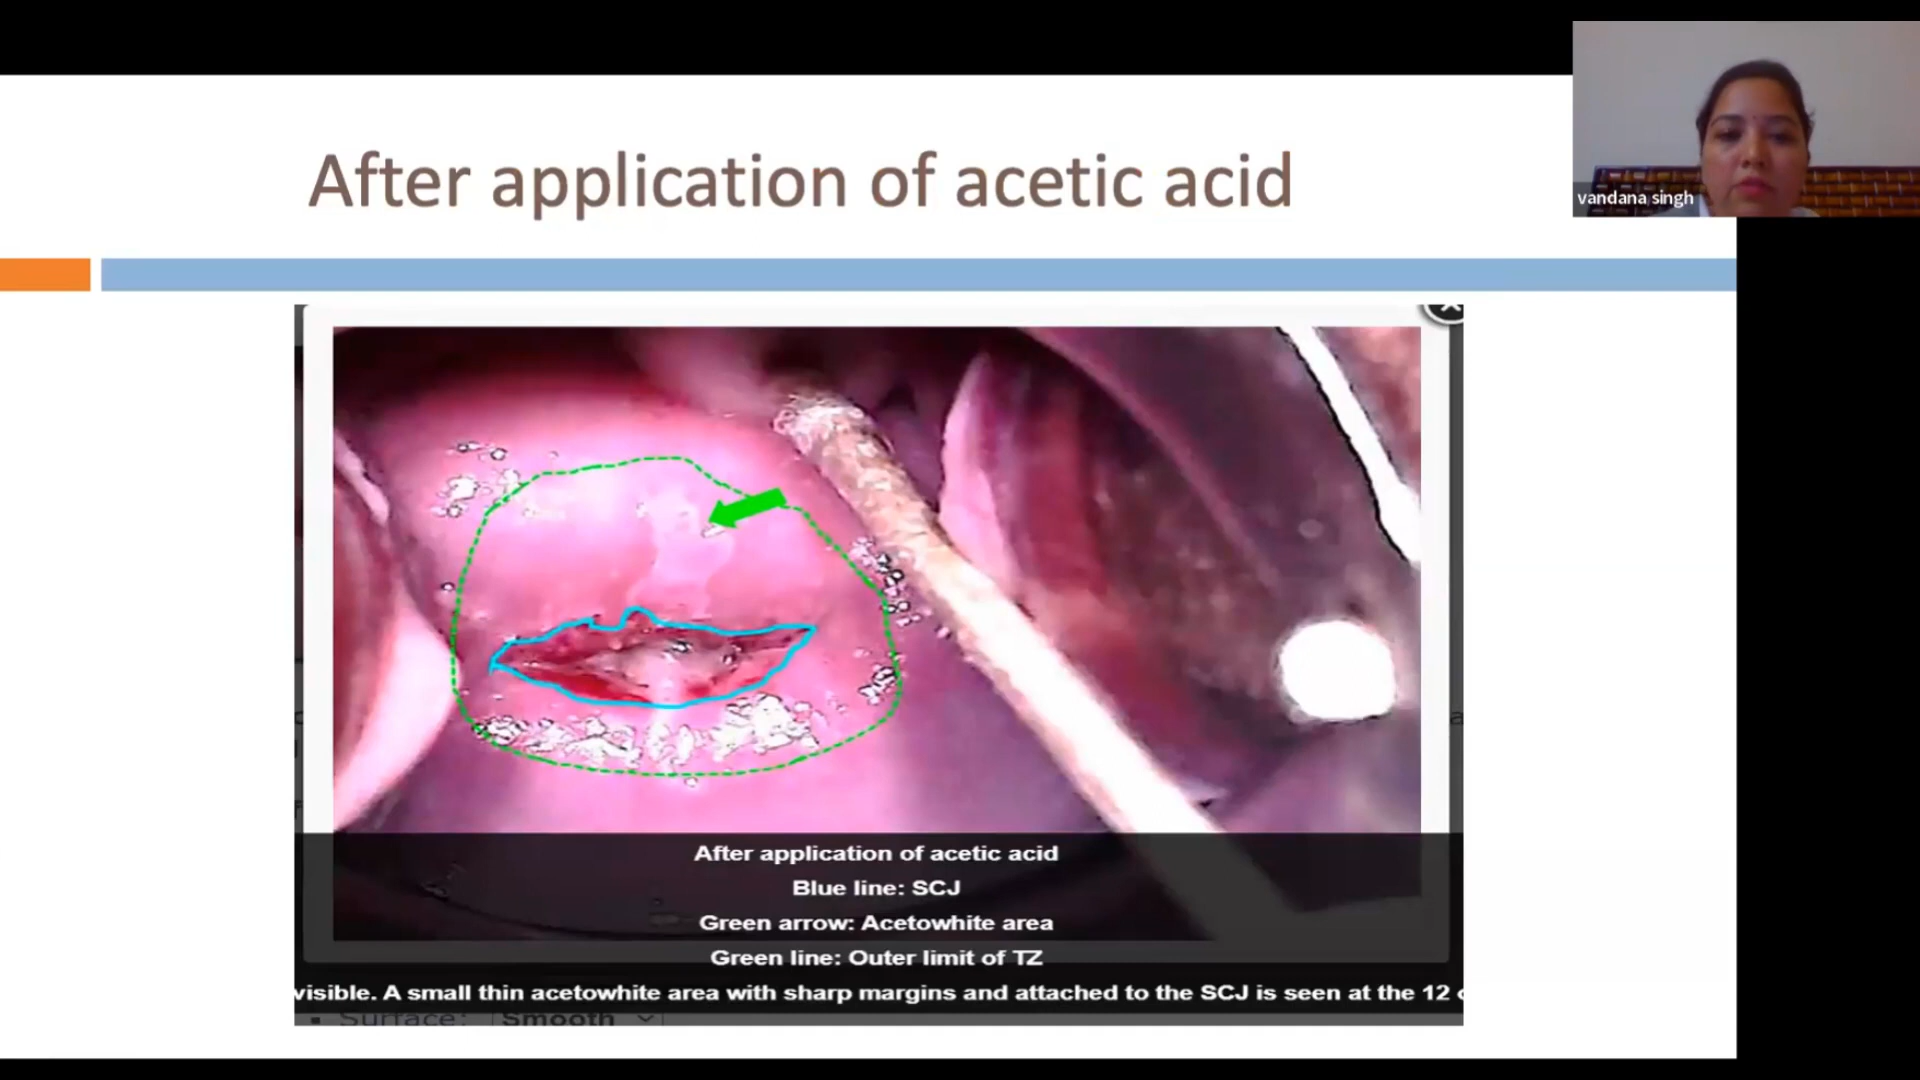 After application of acetic acid
vandana singh
After application of acetic acid
Blue line: SCJ
Green arrow: Acetowhite area
Green line: Outer limit of TZ
visible. A small thin acetowhite area with sharp margins and attached to the SCJ is seen at the 12
Surface: Smooth